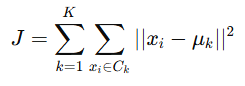 J = \sum_{k=1}^{K} \sum_{x_i \in C_k} ||x_i - \mu_k||^2